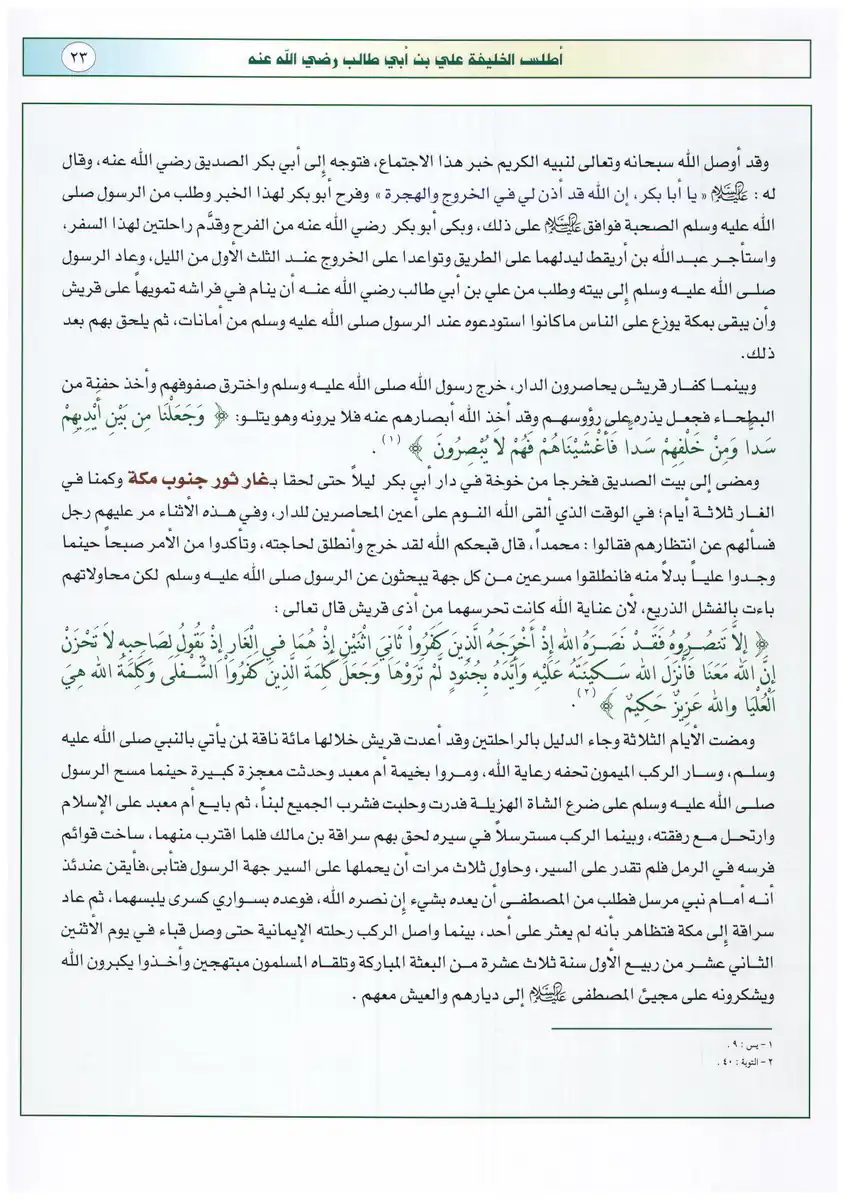 أطلس الخليفة علي بن أبي طالب رضي الله عنه
٢٣
وقد أوصل الله سبحانه وتعالى لنبيه الكريم خبر هذا الاجتماع، فتوجه إلى أبي بكر الصديق رضي الله عنه، وقال
له : ﷺ « يا أبا بكر، إن الله قد أذن لي في الخروج والهجرة » وفرح أبو بكر لهذا الخبر وطلب من الرسول صلى
الله عليه وسلم الصحبة فوافق ﷺ على ذلك، وبكى أبو بكر رضي الله عنه من الفرح وقدَّم راحلتين لهذا السفر،
واستأجر عبدالله بن أريقط ليدلهما على الطريق وتواعدا على الخروج عند الثلث الأول من الليل، وعاد الرسول
صلى الله عليه وسلم إلى بيته وطلب من علي بن أبي طالب رضي الله عنه أن ينام في فراشه تمويهاً على قريش
وأن يبقى بمكة يوزع على الناس ماكانوا استودعوه عند الرسول صلى الله عليه وسلم من أمانات، ثم يلحق بهم بعد
ذلك.
وبينما كفار قريش يحاصرون الدار، خرج رسول الله صلى الله عليه وسلم واخترق صفوفهم وأخذ حفنة من
البطحاء فجعل يذره على رؤوسهم وقد أخذ الله أبصارهم عنه فلا يرونه وهو يتلو: ﴿ وَجَعَلْنَا مِن بَيْنِ أَيْدِيهِمْ
سَداً وَمِنْ خَلْفِهِمْ سَداً فَأَغْشَيْنَاهُمْ فَهُمْ لاَ يُبْصِرُونَ ﴾ (١) .
ومضى إلى بيت الصديق فخرجا من خوخة في دار أبي بكر ليلاً حتى لحقا بـغار ثور جنوب مكة وكمنا في
الغار ثلاثة أيام؛ في الوقت الذي ألقى الله النوم على أعين المحاصرين للدار، وفي هذه الأثناء مر عليهم رجل
فسألهم عن انتظارهم فقالوا : محمداً، قال قبحكم الله لقد خرج وأنطلق لحاجته، وتأكدوا من الأمر صبحاً حينما
وجدوا علياً بدلاً منه فانطلقوا مسرعين من كل جهة يبحثون عن الرسول صلى الله عليه وسلم لكن محاولاتهم
باءت بالفشل الذريع، لأن عناية الله كانت تحرسهما من أذى قريش قال تعالى :
﴿ إِلاَّ تَنصُرُوهُ فَقَدْ نَصَرَهُ الله إِذْ أَخْرَجَهُ الَّذِينَ كَفَرُواْ ثَانِيَ اثْنَيْنِ إِذْ هُمَا فِي الْغَارِ إِذْ يَقُولُ لِصَاحِبِهِ لاَ تَحْزَنْ
إِنَّ الله مَعَنَا فَأَنزَلَ الله سَكِينَتَهُ عَلَيْهِ وَأَيَّدَهُ بِجُنُودٍ لَّمْ تَرَوْهَا وَجَعَلَ كَلِمَةَ الَّذِينَ كَفَرُواْ السُّفْلَى وَكَلِمَةُ الله هِيَ
الْعُلْيَا والله عَزِيزٌ حَكِيمٌ ﴾ (٢).
ومضت الأيام الثلاثة وجاء الدليل بالراحلتين وقد أعدت قريش خلالها مائة ناقة لمن يأتي بالنبي صلى الله عليه
وسلم، وسار الركب الميمون تحفه رعاية الله، ومروا بخيمة أم معبد وحدثت معجزة كبيرة حينما مسح الرسول
صلى الله عليه وسلم على ضرع الشاة الهزيلة فدرت وحلبت فشرب الجميع لبناً، ثم بايع أم معبد على الإسلام
وارتحل مع رفقته، وبينما الركب مسترسلاً في سيره لحق بهم سراقة بن مالك فلما اقترب منهما، ساخت قوائم
فرسه في الرمل فلم تقدر على السير، وحاول ثلاث مرات أن يحملها على السير جهة الرسول فتأبى،فأيقن عندئذ
أنه أمام نبي مرسل فطلب من المصطفى أن يعده بشيء إن نصره الله، فوعده بسواري كسرى يلبسهما، ثم عاد
سراقة إلى مكة فتظاهر بأنه لم يعثر على أحد، بينما واصل الركب رحلته الإيمانية حتى وصل قباء في يوم الأثنين
الثاني عشر من ربيع الأول سنة ثلاث عشرة من البعثة المباركة وتلقاه المسلمون مبتهجين وأخذوا يكبرون الله
ويشكرونه على مجيئ المصطفى ﷺ إلى ديارهم والعيش معهم .
١ - يس : ٩ .
٢ - التوبة : ٤٠ .